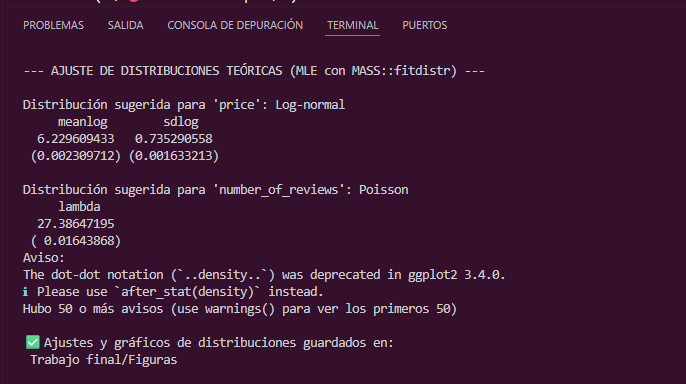 PROBLEMAS SALIDA CONSOLA DE DEPURACIÓN TERMINAL PUERTOS
--- AJUSTE DE DISTRIBUCIONES TEÓRICAS (MLE con MASS::fitdistr) ---
Distribución sugerida para 'price': Log-normal
meanlog sdlog
6.229609433 0.735290558
(0.002309712) (0.001633213)
Distribución sugerida para 'number_of_reviews': Poisson
lambda
27.38647195
( 0.01643868)
Aviso:
The dot-dot notation (`..density..`) was deprecated in ggplot2 3.4.0.
ℹ Please use `after_stat(density)` instead.
Hubo 50 o más avisos (use warnings() para ver los primeros 50)
✅ Ajustes y gráficos de distribuciones guardados en:
Trabajo final/Figuras